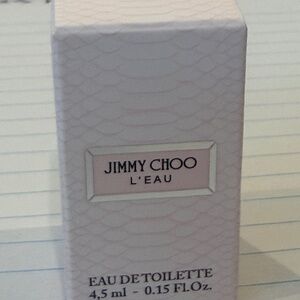 JIMMY CHOO
L'EAU
EAU DE TOILETTE
4,5 ml - 0.15 Fl.Oz.